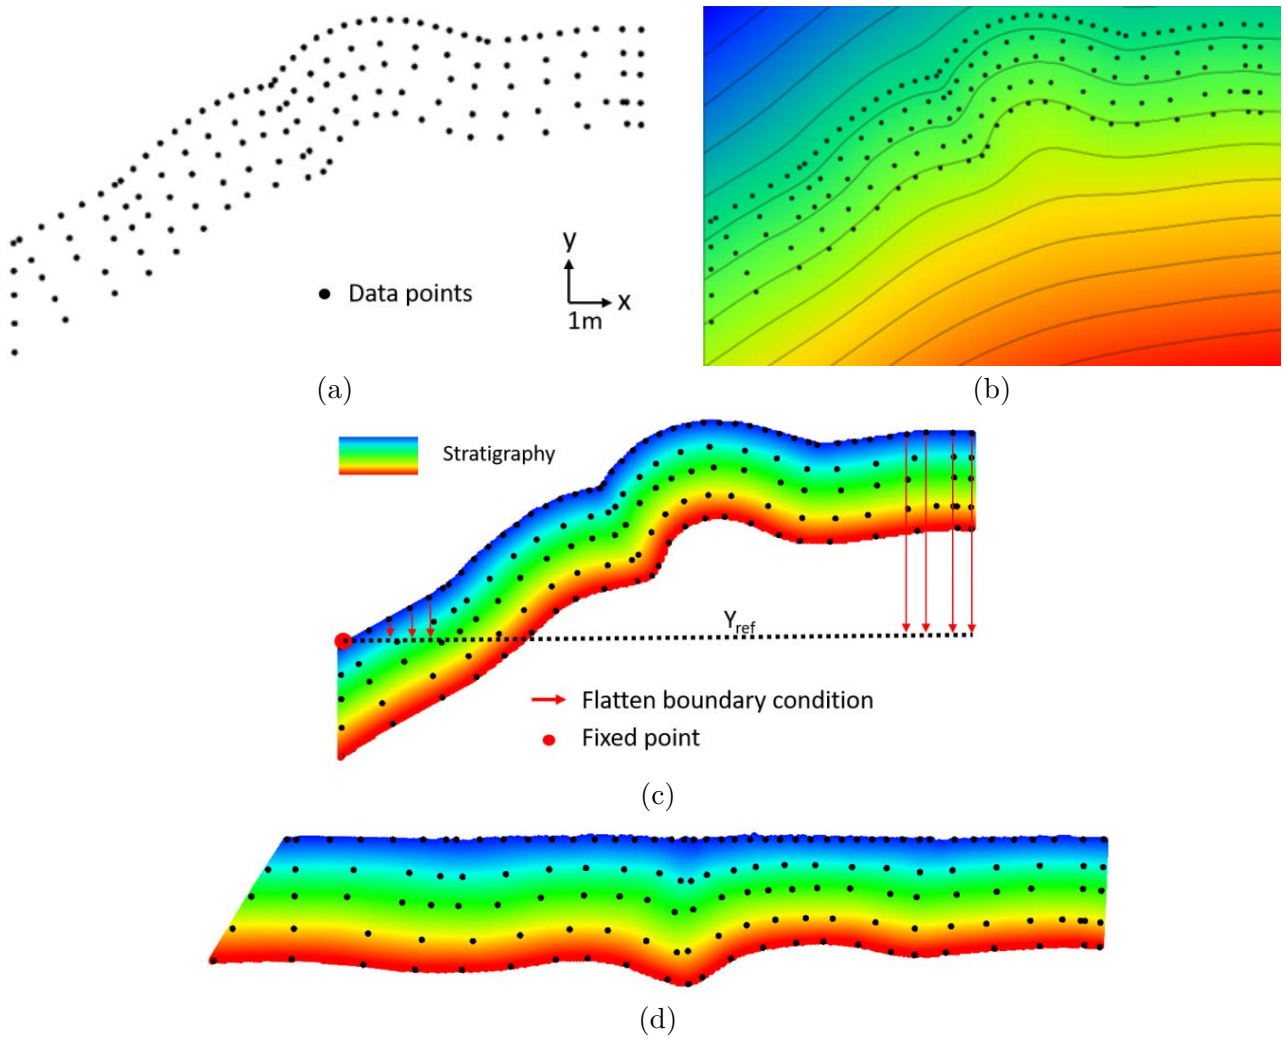 y
x
1m
Data points
(a)
(b)
Stratigraphy
Yref
Flatten boundary condition
Fixed point
(c)
(d)